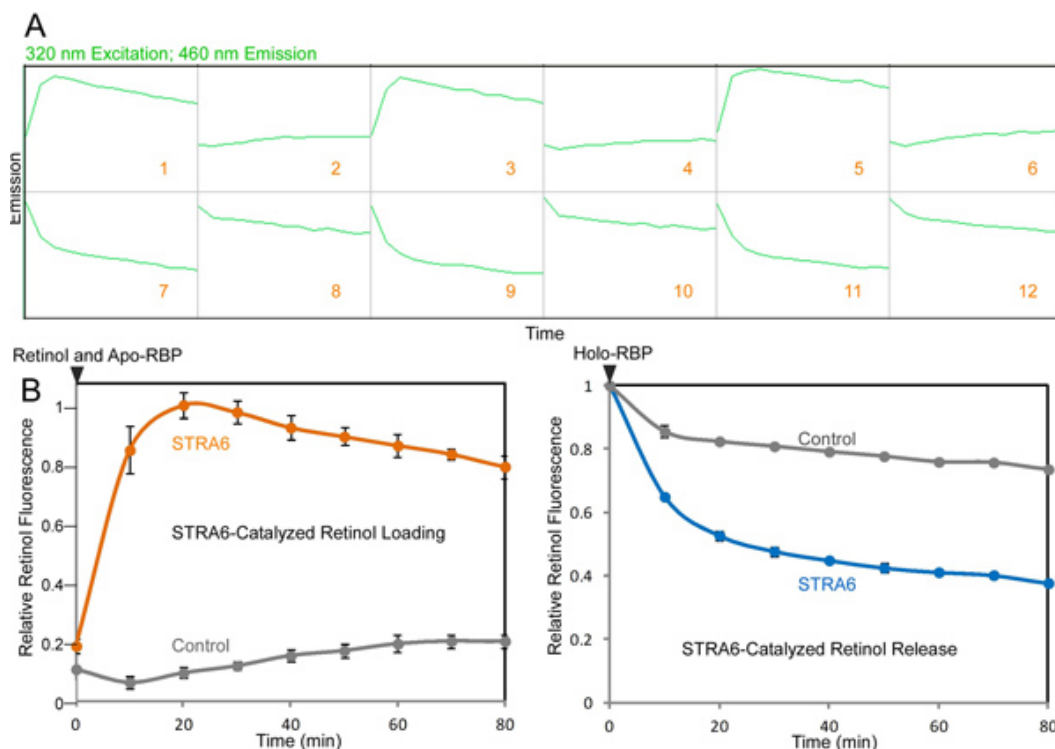 A
320 nm Excitation; 460 nm Emission
1 2 3 4 5 6
7 8 9 10 11 12
Emission
Time
B
Retinol and Apo-RBP
Relative Retinol Fluorescence
1
0.8
0.6
0.4
0.2
0
STRA6
STRA6-Catalyzed Retinol Loading
Control
0 20 40 60 80
Time (min)
Holo-RBP
Relative Retinol Fluorescence
1
0.8
0.6
0.4
0.2
0
Control
STRA6
STRA6-Catalyzed Retinol Release
0 20 40 60 80
Time (min)